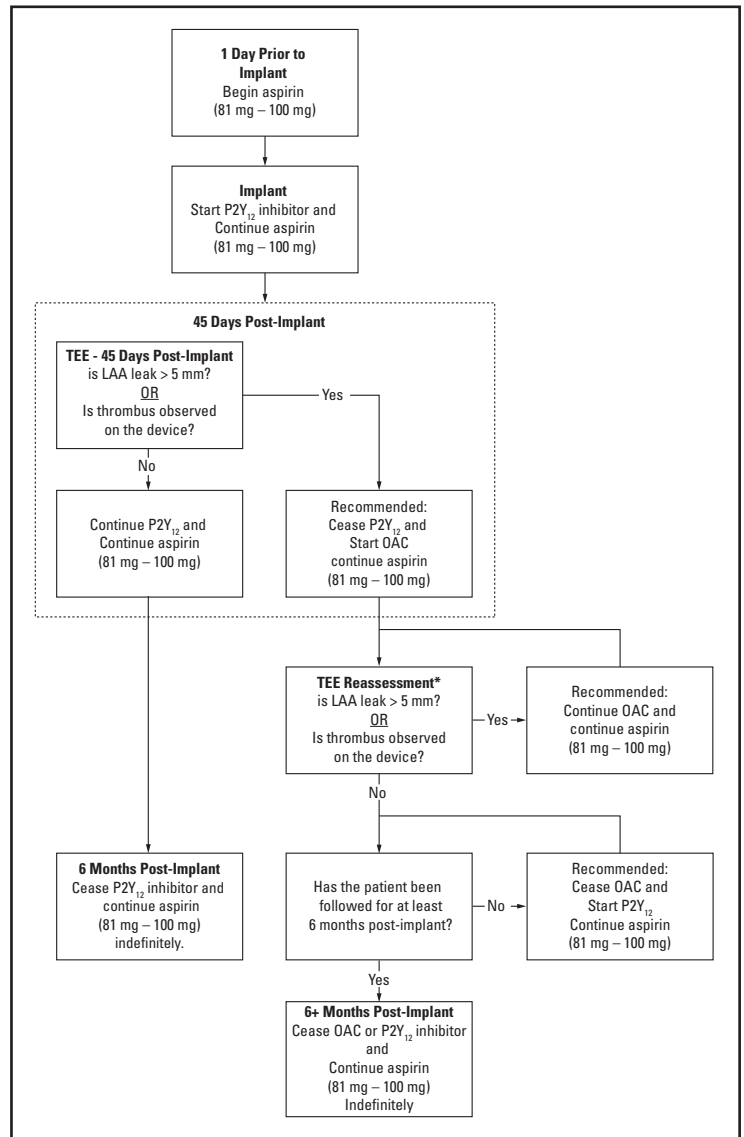 1 Day Prior to
Implant
Begin aspirin
(81 mg – 100 mg)
Implant
Start P2Y₁₂ inhibitor and
Continue aspirin
(81 mg – 100 mg)
45 Days Post-Implant
TEE - 45 Days Post-Implant
is LAA leak > 5 mm?
OR
Is thrombus observed
on the device?
Yes
No
Continue P2Y₁₂ and
Continue aspirin
(81 mg – 100 mg)
Recommended:
Cease P2Y₁₂ and
Start OAC
continue aspirin
(81 mg – 100 mg)
TEE Reassessment*
is LAA leak > 5 mm?
OR
Is thrombus observed
on the device?
Yes
Recommended:
Continue OAC and
continue aspirin
(81 mg – 100 mg)
No
6 Months Post-Implant
Cease P2Y₁₂ inhibitor and
continue aspirin
(81 mg – 100 mg)
indefinitely.
Has the patient been
followed for at least
6 months post-implant?
No
Recommended:
Cease OAC and
Start P2Y₁₂
Continue aspirin
(81 mg – 100 mg)
Yes
6+ Months Post-Implant
Cease OAC or P2Y₁₂ inhibitor
and
Continue aspirin
(81 mg – 100 mg)
Indefinitely